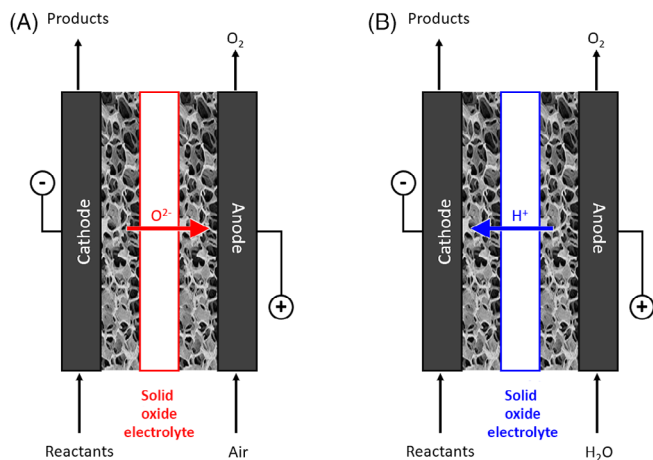 (A)
Products
O2
-
Cathode
O2-
Anode
+
Solid
oxide
electrolyte
Reactants
Air
(B)
Products
O2
-
Cathode
H+
Anode
+
Solid
oxide
electrolyte
Reactants
H2O